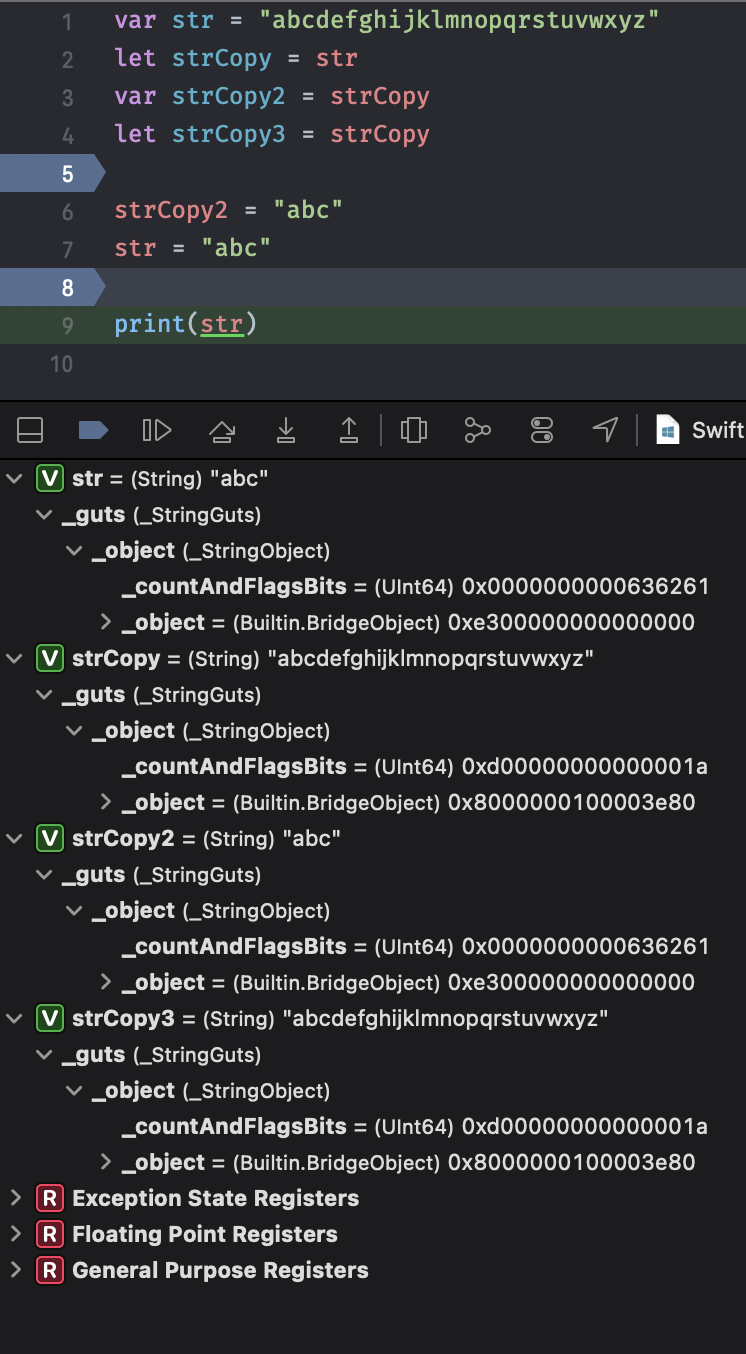 1 var str = "abcdefghijklmnopqrstuvwxyz"
2 let strCopy = str
3 var strCopy2 = strCopy
4 let strCopy3 = strCopy
5
6 strCopy2 = "abc"
7 str = "abc"
8
9 print(str)
10
Swift
V str = (String) "abc"
_guts (_StringGuts)
_object (_StringObject)
_countAndFlagsBits = (UInt64) 0x0000000000636261
_object = (Builtin.BridgeObject) 0xe300000000000000
V strCopy = (String) "abcdefghijklmnopqrstuvwxyz"
_guts (_StringGuts)
_object (_StringObject)
_countAndFlagsBits = (UInt64) 0xd00000000000001a
_object = (Builtin.BridgeObject) 0x8000000100003e80
V strCopy2 = (String) "abc"
_guts (_StringGuts)
_object (_StringObject)
_countAndFlagsBits = (UInt64) 0x0000000000636261
_object = (Builtin.BridgeObject) 0xe300000000000000
V strCopy3 = (String) "abcdefghijklmnopqrstuvwxyz"
_guts (_StringGuts)
_object (_StringObject)
_countAndFlagsBits = (UInt64) 0xd00000000000001a
_object = (Builtin.BridgeObject) 0x8000000100003e80
R Exception State Registers
R Floating Point Registers
R General Purpose Registers